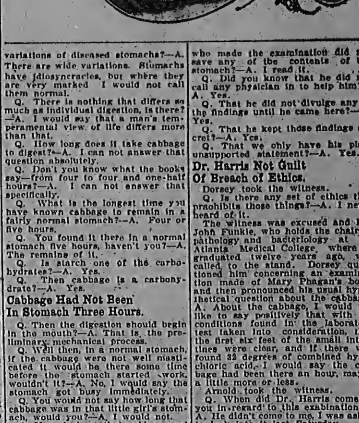 variations of diseased stomachs?—A.
There are wide variations. Stomachs
have idiosyncracies, but where they
are very marked I would not call
them normal.
Q. There is nothing that differs so
much as individual digestion, is there?
—A. I would say that a man's tem-
peramental view of life differs more
than that.
Q. How long does it take cabbage
to digest?—A. I can not answer that
question absolutely.
Q. Don't you know what the books
say—from four to four and one-half
hours?—A. I can not answer that
specifically.
Q. What is the longest time you
have known cabbage to remain in a
fairly normal stomach?—A. Four or
five hours.
Q. You found it there in a normal
stomach five hours, haven't you?—A.
The remains of it.
Q. Is starch one of the carbo-
hydrates?—A. Yes.
Q. Then cabbage is a carbohy-
drate?—A. Yes.
Cabbage Had Not Been
In Stomach Three Hours.
Q. Then the digestion should begin
in the mouth?—A. That is the pre-
liminary mechanical process.
Q. Well then, in a normal stomach,
if the cabbage were not well masti-
cated it would be there some time
before the stomach started work,
wouldn't it?—A. No, I would say the
stomach got busy immediately.
Q. You would not say how long that
cabbage was in that little girl's stom-
ach, would you?—A. I would not.
who made the examination did
save any of the contents of
stomach?—A. I read it.
Q. Did you know that he did
call any physician in to help him?
A. Yes.
Q. That he did not divulge any
the findings until he came here?—
Yes.
Q. That he kept those findings
cret?—A. Yes.
Q. That we only have his
unsupported statement?—A. Yes.
Dr. Harris Not Guilt
Of Breach of Ethics.
Dorsey took the witness.
Q. Is there any set of ethics
prohibits those things?—A. I
heard of it.
The witness was excused and
John Funkle, who holds the chair
pathology and bacteriology at
Atlanta Medical College, where
graduated twelve years ago,
called to the stand. Dorsey
tioned him concerning an
tion made of Mary Phagan's
and then pronounced his usual
thetical question about the
A. About the cabbage, I would
like to say positively that with
conditions found in the
test taken into consideration,
the first six feet of the small
tines were clear, and if there
found 32 degrees of combined
chloric acid, I would say the
bage had been there an hour,
a little more or less.
Arnold took the witness.
Q. When did Dr. Harris come
you in regard to this examination
A. He didn't come to me, I was